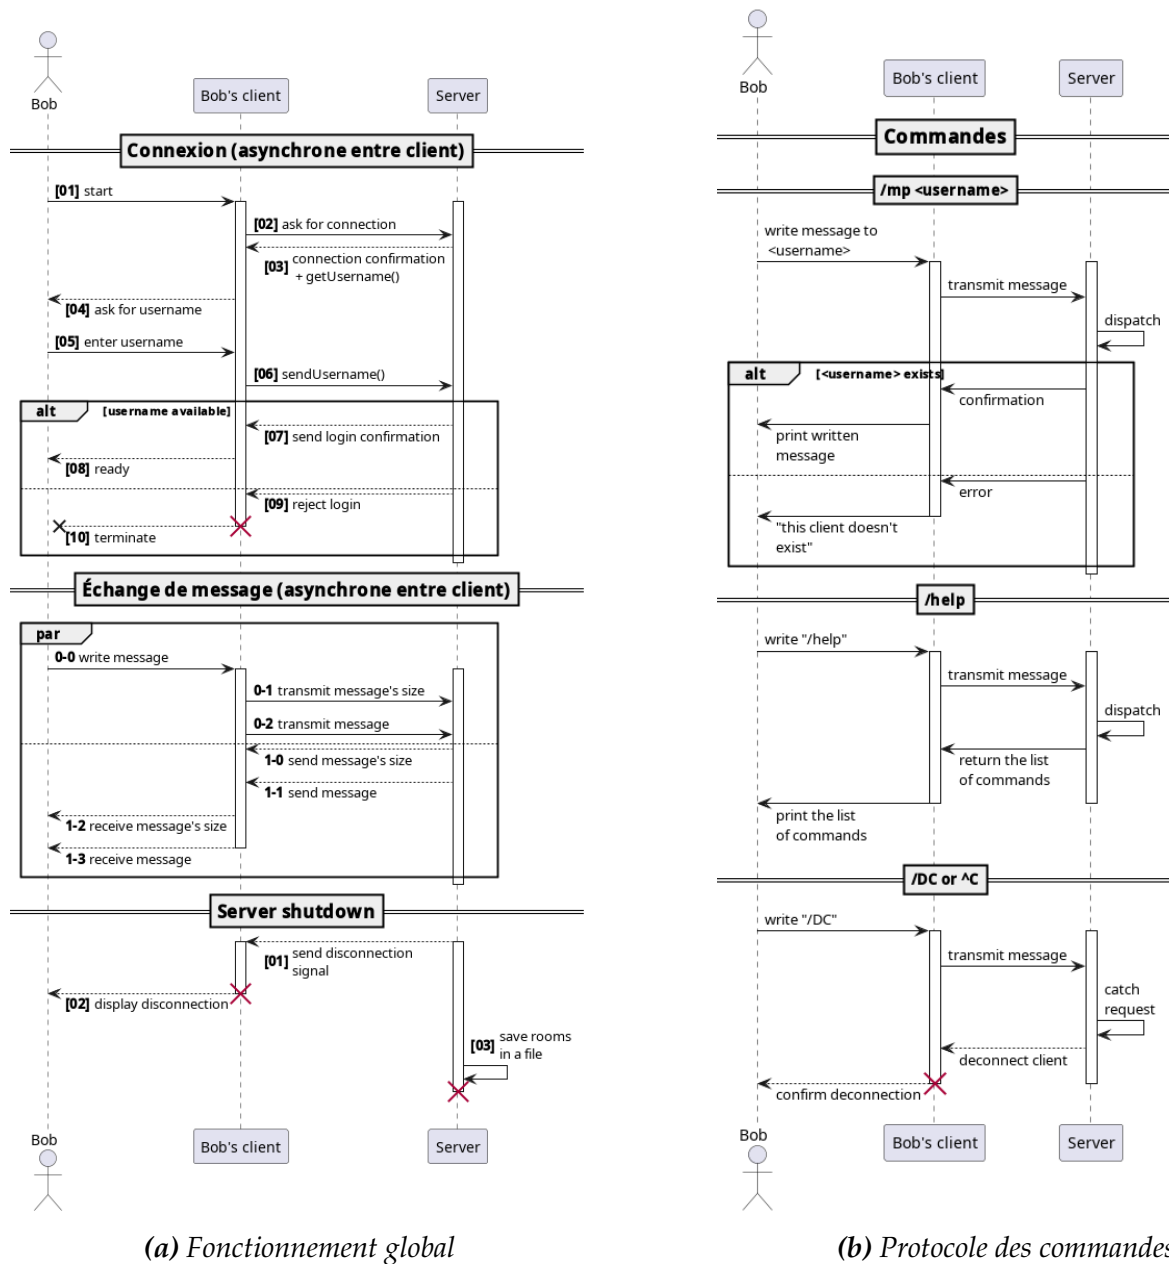 Bob
Bob's client
Server
Connexion (asynchrone entre client)
[01] start
[02] ask for connection
[03] connection confirmation
+ getUsername()
[04] ask for username
[05] enter username
[06] sendUsername()
alt [username available]
[07] send login confirmation
[08] ready
[09] reject login
[10] terminate
Échange de message (asynchrone entre client)
par
0-0 write message
0-1 transmit message's size
0-2 transmit message
1-0 send message's size
1-1 send message
1-2 receive message's size
1-3 receive message
Server shutdown
[01] send disconnection
signal
[02] display disconnection
[03] save rooms
in a file
Bob
Bob's client
Server
(a) Fonctionnement global
Bob
Bob's client
Server
Commandes
/mp <username>
write message to
<username>
transmit message
dispatch
alt [<username> exists]
confirmation
print written
message
error
"this client doesn't
exist"
/help
write "/help"
transmit message
dispatch
return the list
of commands
print the list
of commands
/DC or ^C
write "/DC"
transmit message
catch
request
deconnect client
confirm deconnection
Bob
Bob's client
Server
(b) Protocole des commandes